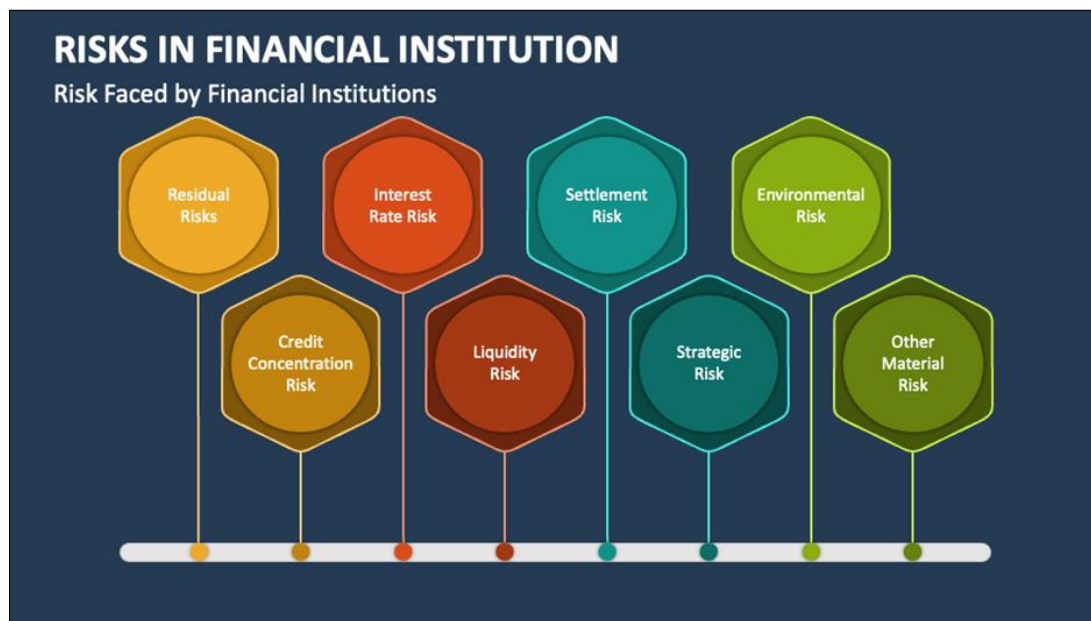 RISKS IN FINANCIAL INSTITUTION
Risk Faced by Financial Institutions
Residual
Risks
Interest
Rate Risk
Settlement
Risk
Environmental
Risk
Credit
Concentration
Risk
Liquidity
Risk
Strategic
Risk
Other
Material
Risk